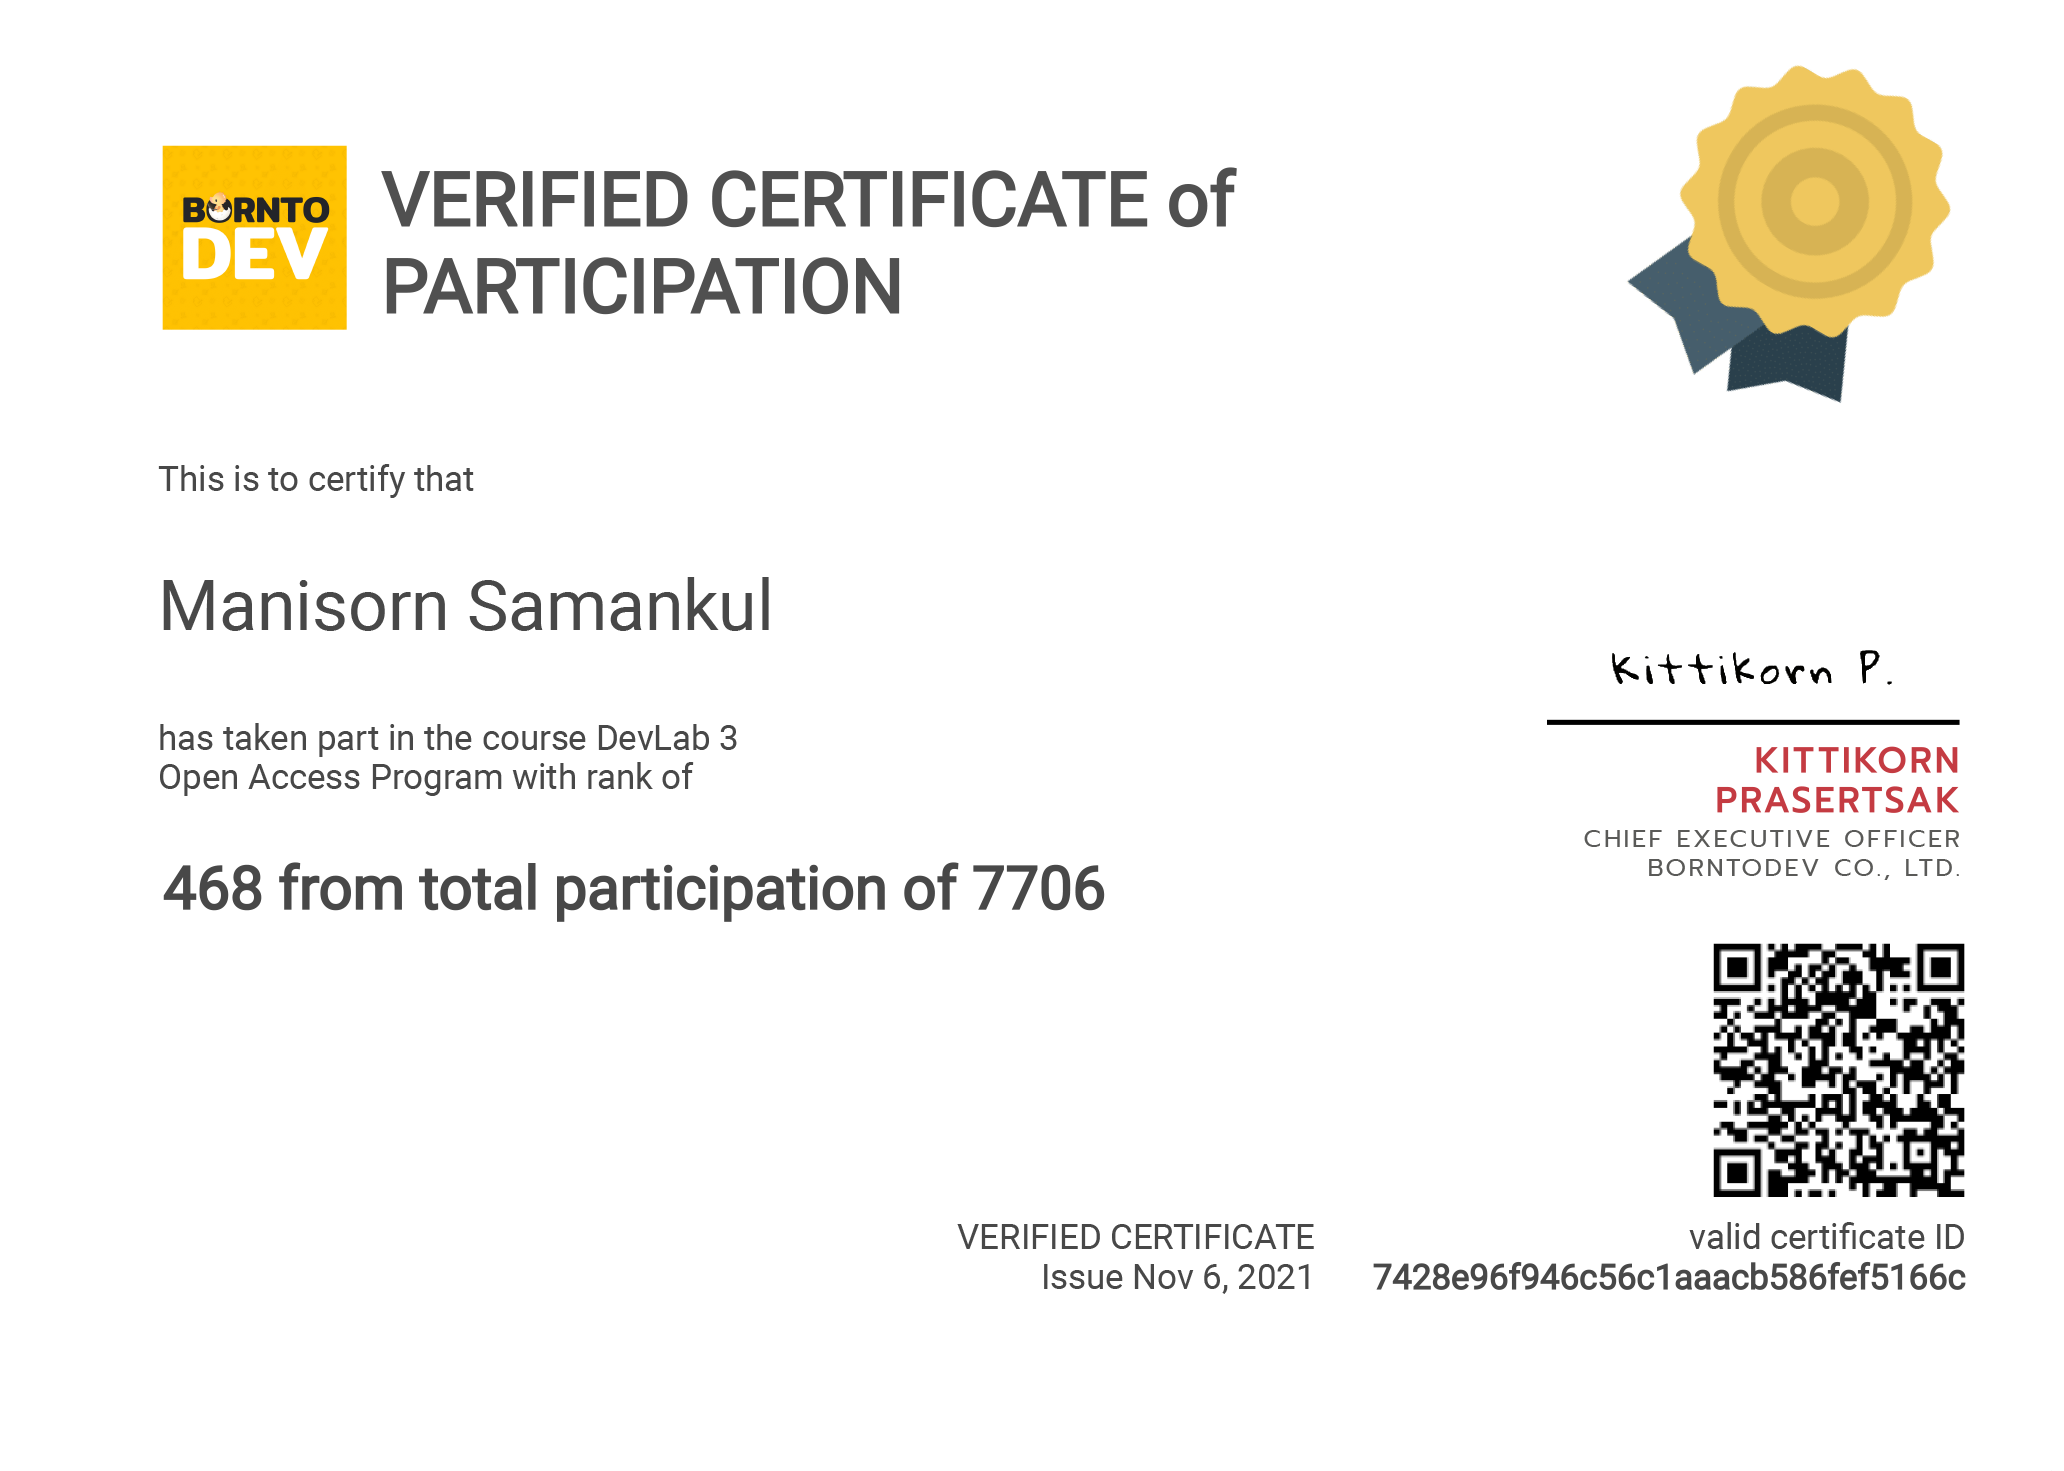 BORNTO
DEV
VERIFIED CERTIFICATE of
PARTICIPATION
This is to certify that
Manisorn Samankul
has taken part in the course DevLab 3
Open Access Program with rank of
468 from total participation of 7706
Kittikorn P.
KITTIKORN
PRASERTSAK
CHIEF EXECUTIVE OFFICER
BORNTODEV CO., LTD.
VERIFIED CERTIFICATE
Issue Nov 6, 2021
valid certificate ID
7428e96f946c56c1aaacb586fef5166c